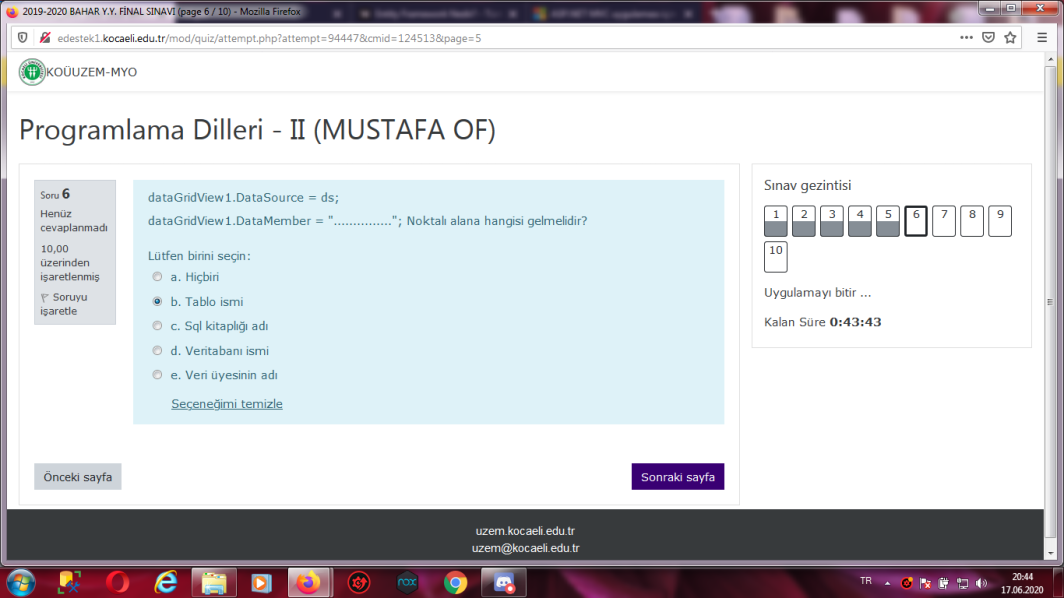 2019-2020 BAHAR Y.Y. FİNAL SINAVI (page 6 / 10) - Mozilla Firefox
edestek1.kocaeli.edu.tr/mod/quiz/attempt.php?attempt=94447&cmid=124513&page=5
KOÜUZEM-MYO
Programlama Dilleri - II (MUSTAFA OF)
Soru 6
Henüz
cevaplanmadı
10,00
üzerinden
işaretlenmiş
Soruyu
işaretle
dataGridView1.DataSource = ds;
dataGridView1.DataMember = "..............."; Noktalı alana hangisi gelmelidir?
Lütfen birini seçin:
a. Hiçbiri
b. Tablo ismi
c. Sql kitaplığı adı
d. Veritabanı ismi
e. Veri üyesinin adı
Seçeneğimi temizle
Önceki sayfa
Sonraki sayfa
Sınav gezintisi
1 2 3 4 5 6 7 8 9
10
Uygulamayı bitir ...
Kalan Süre 0:43:43
uzem.kocaeli.edu.tr
uzem@kocaeli.edu.tr
nox
TR
20:44
17.06.2020